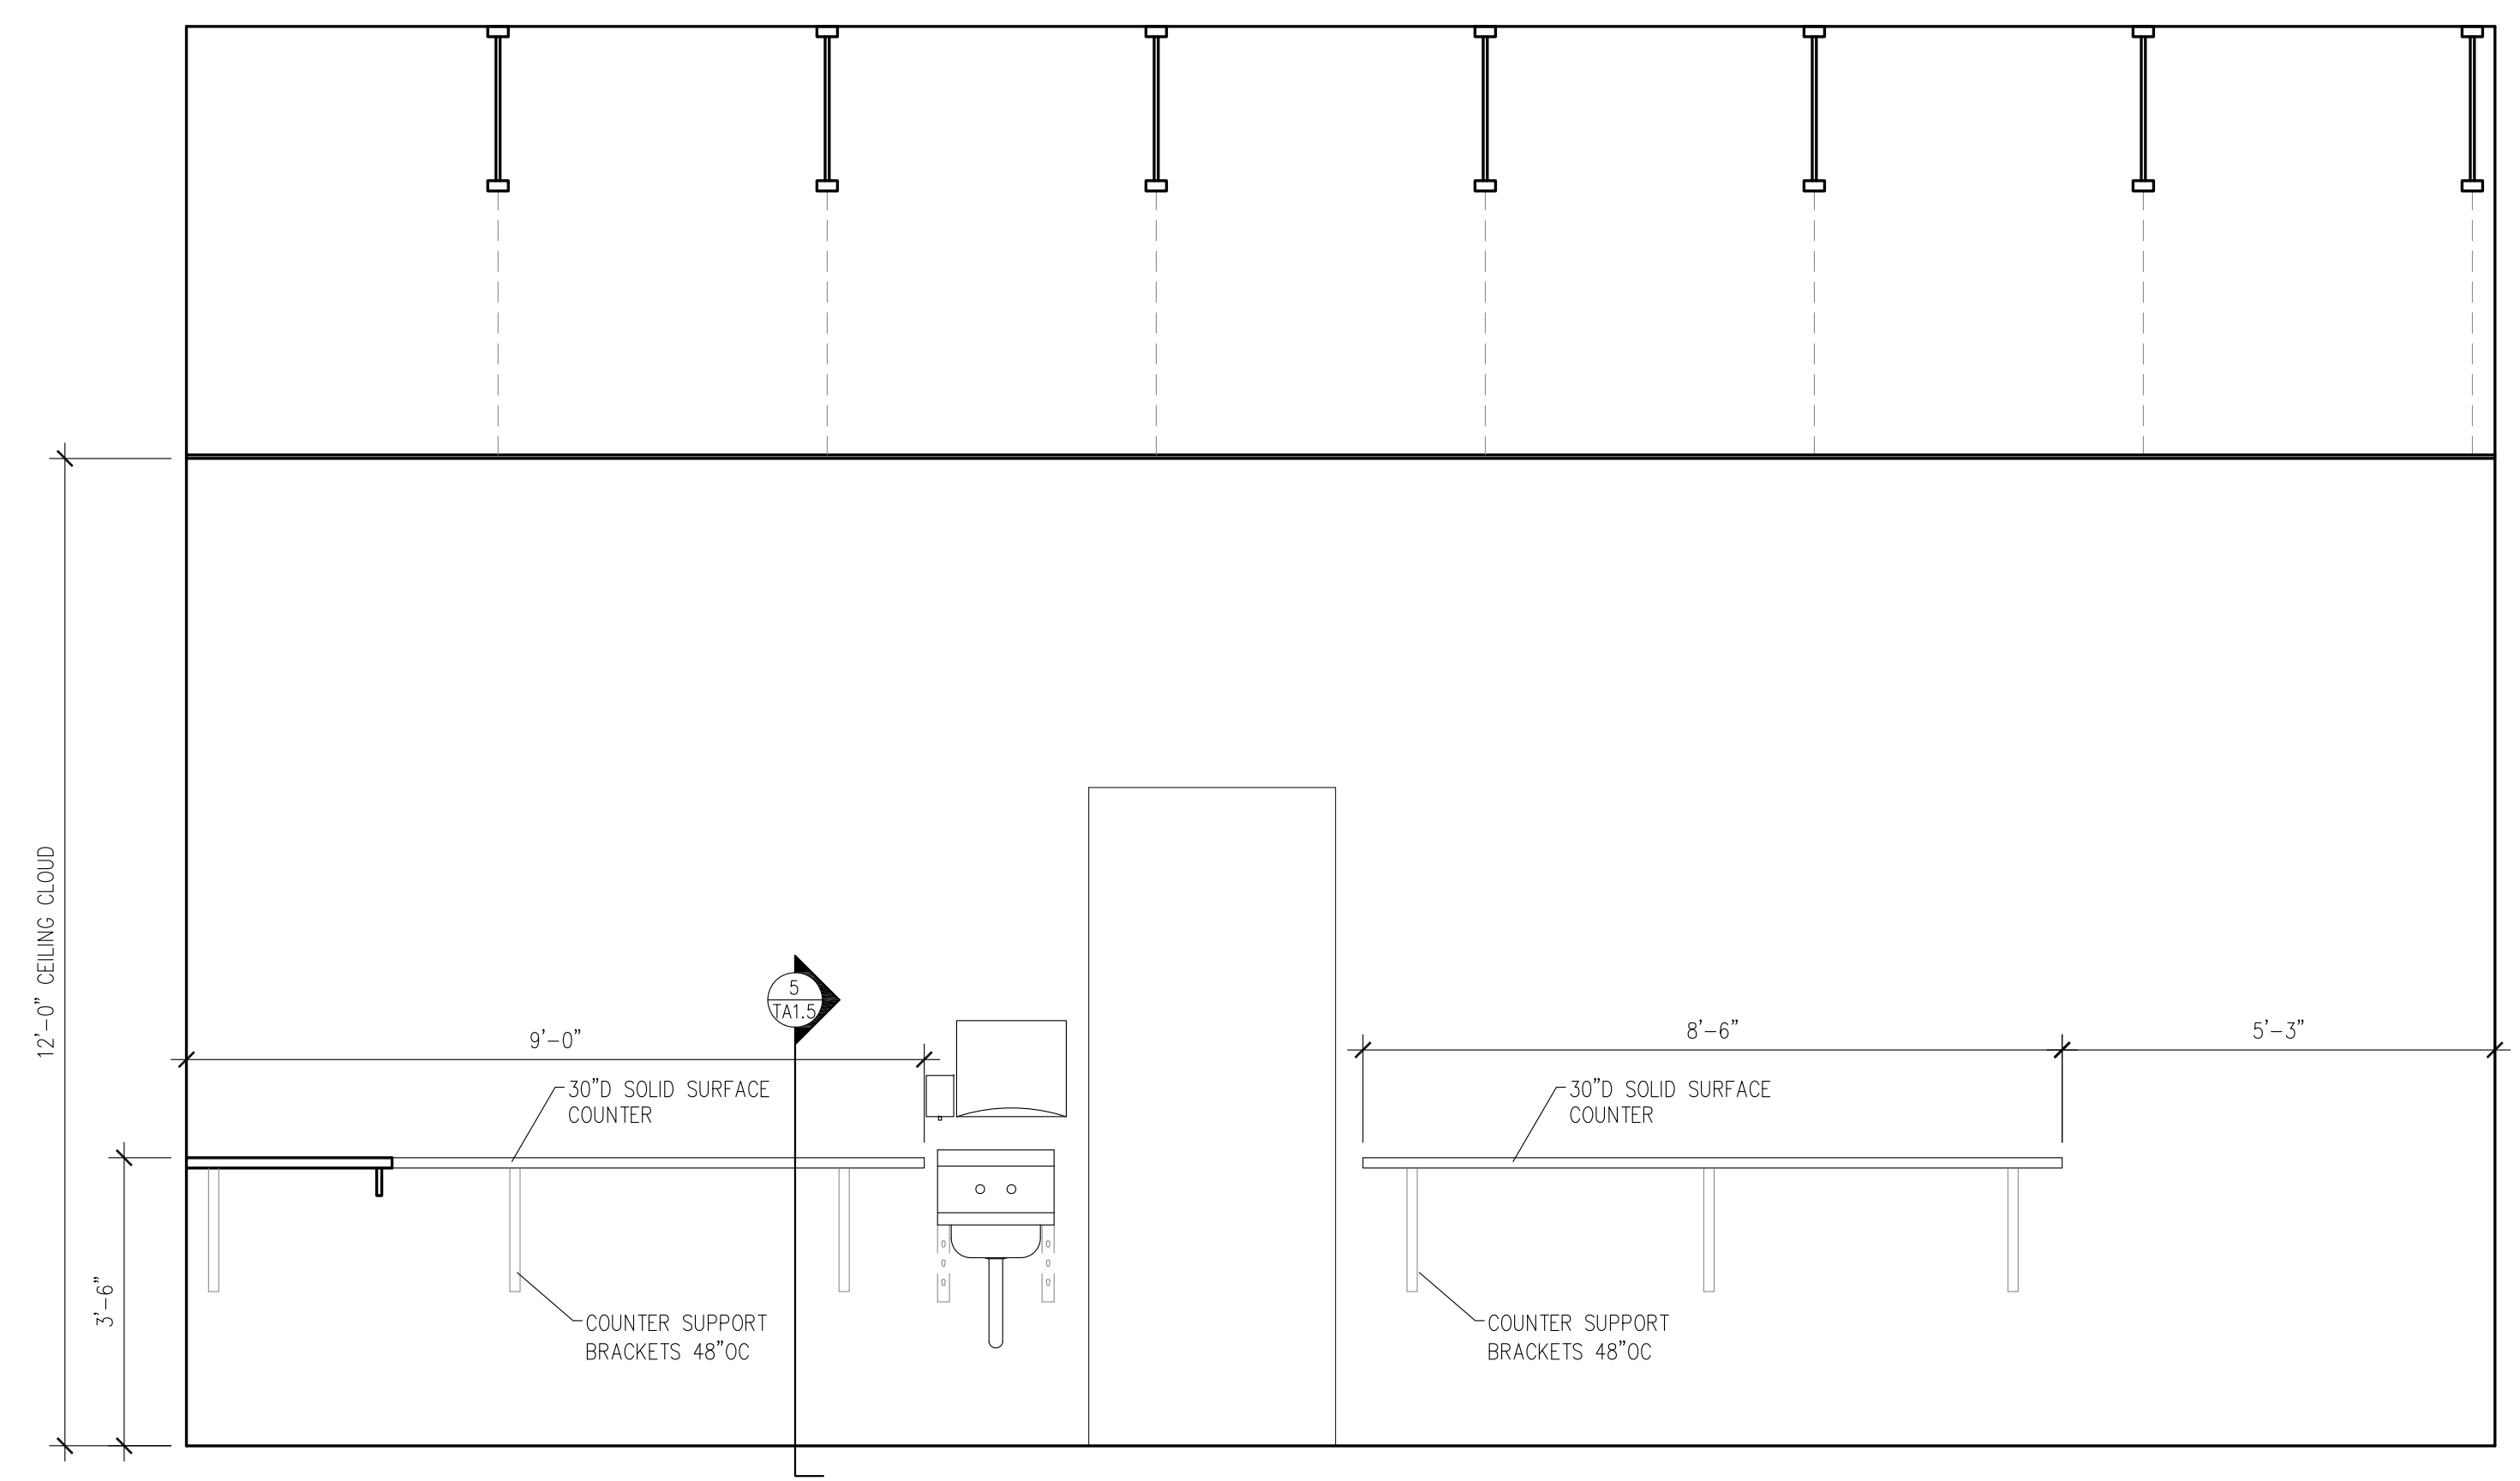 12'-0" CEILING CLOUD
3'-6"
9'-0"
5
TA1.5
30"D SOLID SURFACE
COUNTER
COUNTER SUPPORT
BRACKETS 48"OC
8'-6"
5'-3"
30"D SOLID SURFACE
COUNTER
COUNTER SUPPORT
BRACKETS 48"OC